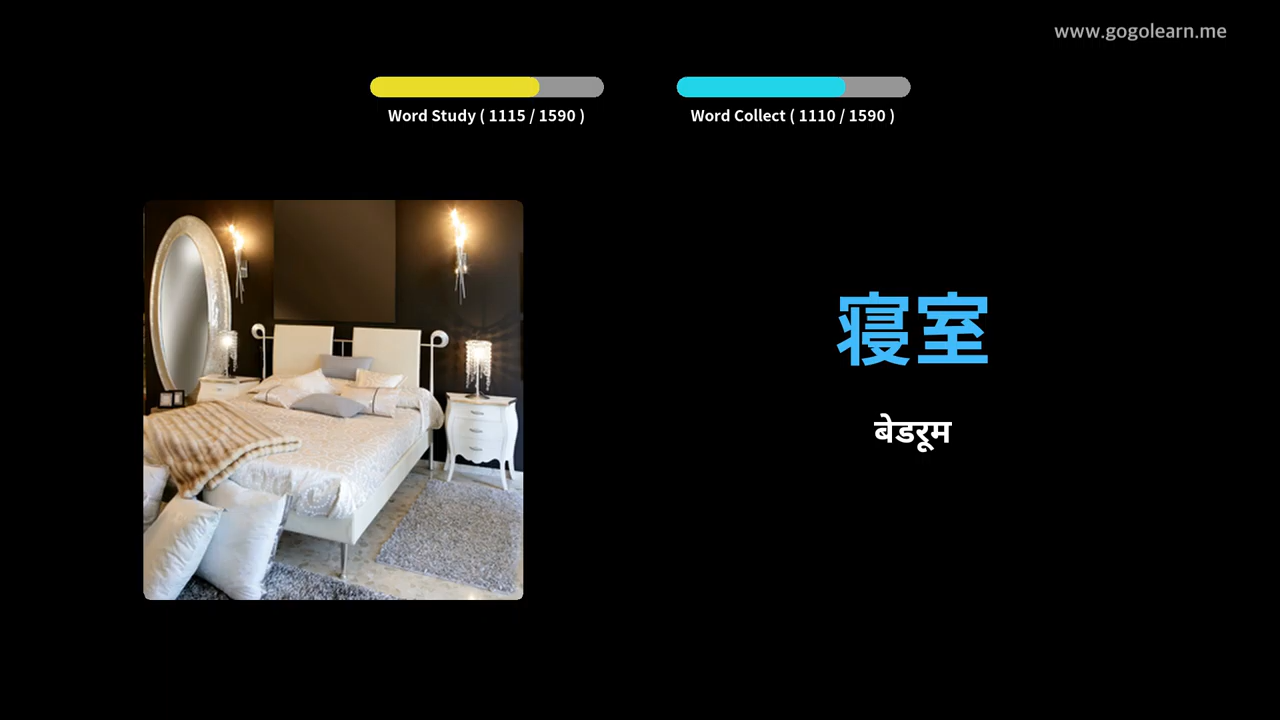 www.gogolearn.me
Word Study ( 1115 / 1590 )
Word Collect ( 1110 / 1590 )
寝室
बेडरूम